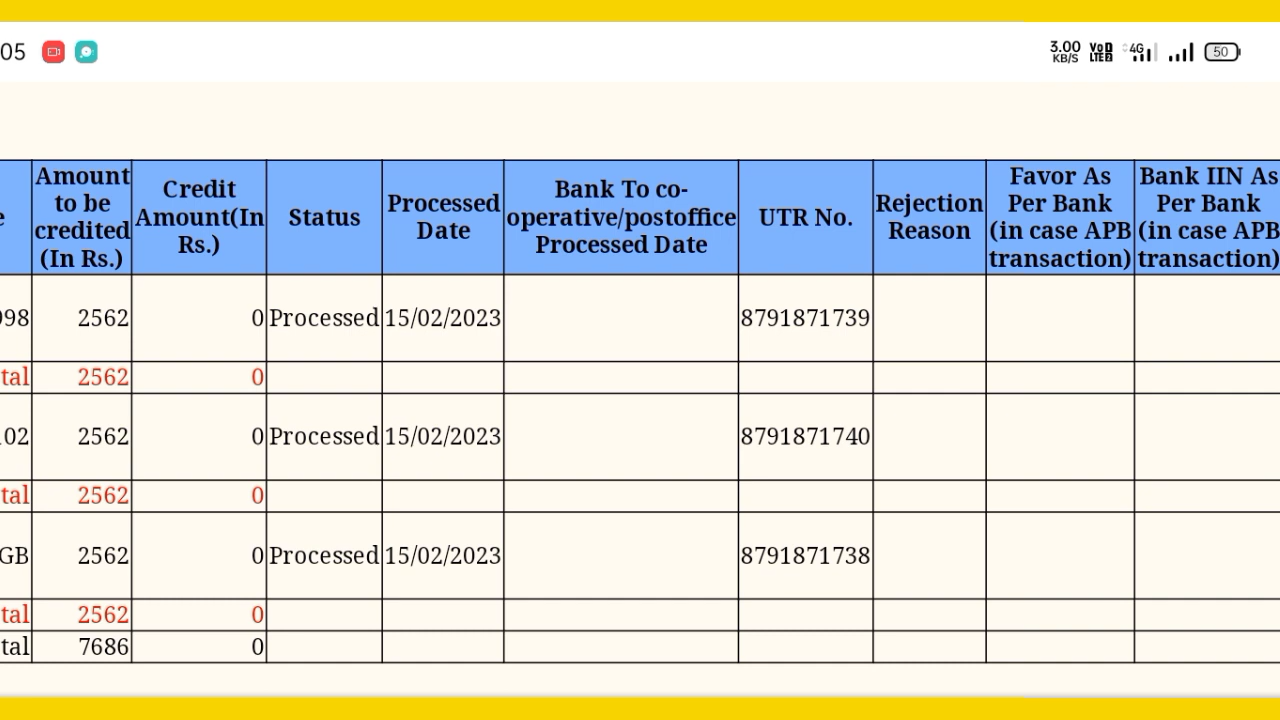 05 3.00 KB/S VoD LTE2 4G 50
Amount to be credited (In Rs.) Credit Amount(In Rs.) Status Processed Date Bank To co-operative/postoffice Processed Date UTR No. Rejection Reason Favor As Per Bank (in case APB transaction) Bank IIN As Per Bank (in case APB transaction)
998 2562 0 Processed 15/02/2023 8791871739
tal 2562 0
102 2562 0 Processed 15/02/2023 8791871740
tal 2562 0
GB 2562 0 Processed 15/02/2023 8791871738
tal 2562 0
tal 7686 0